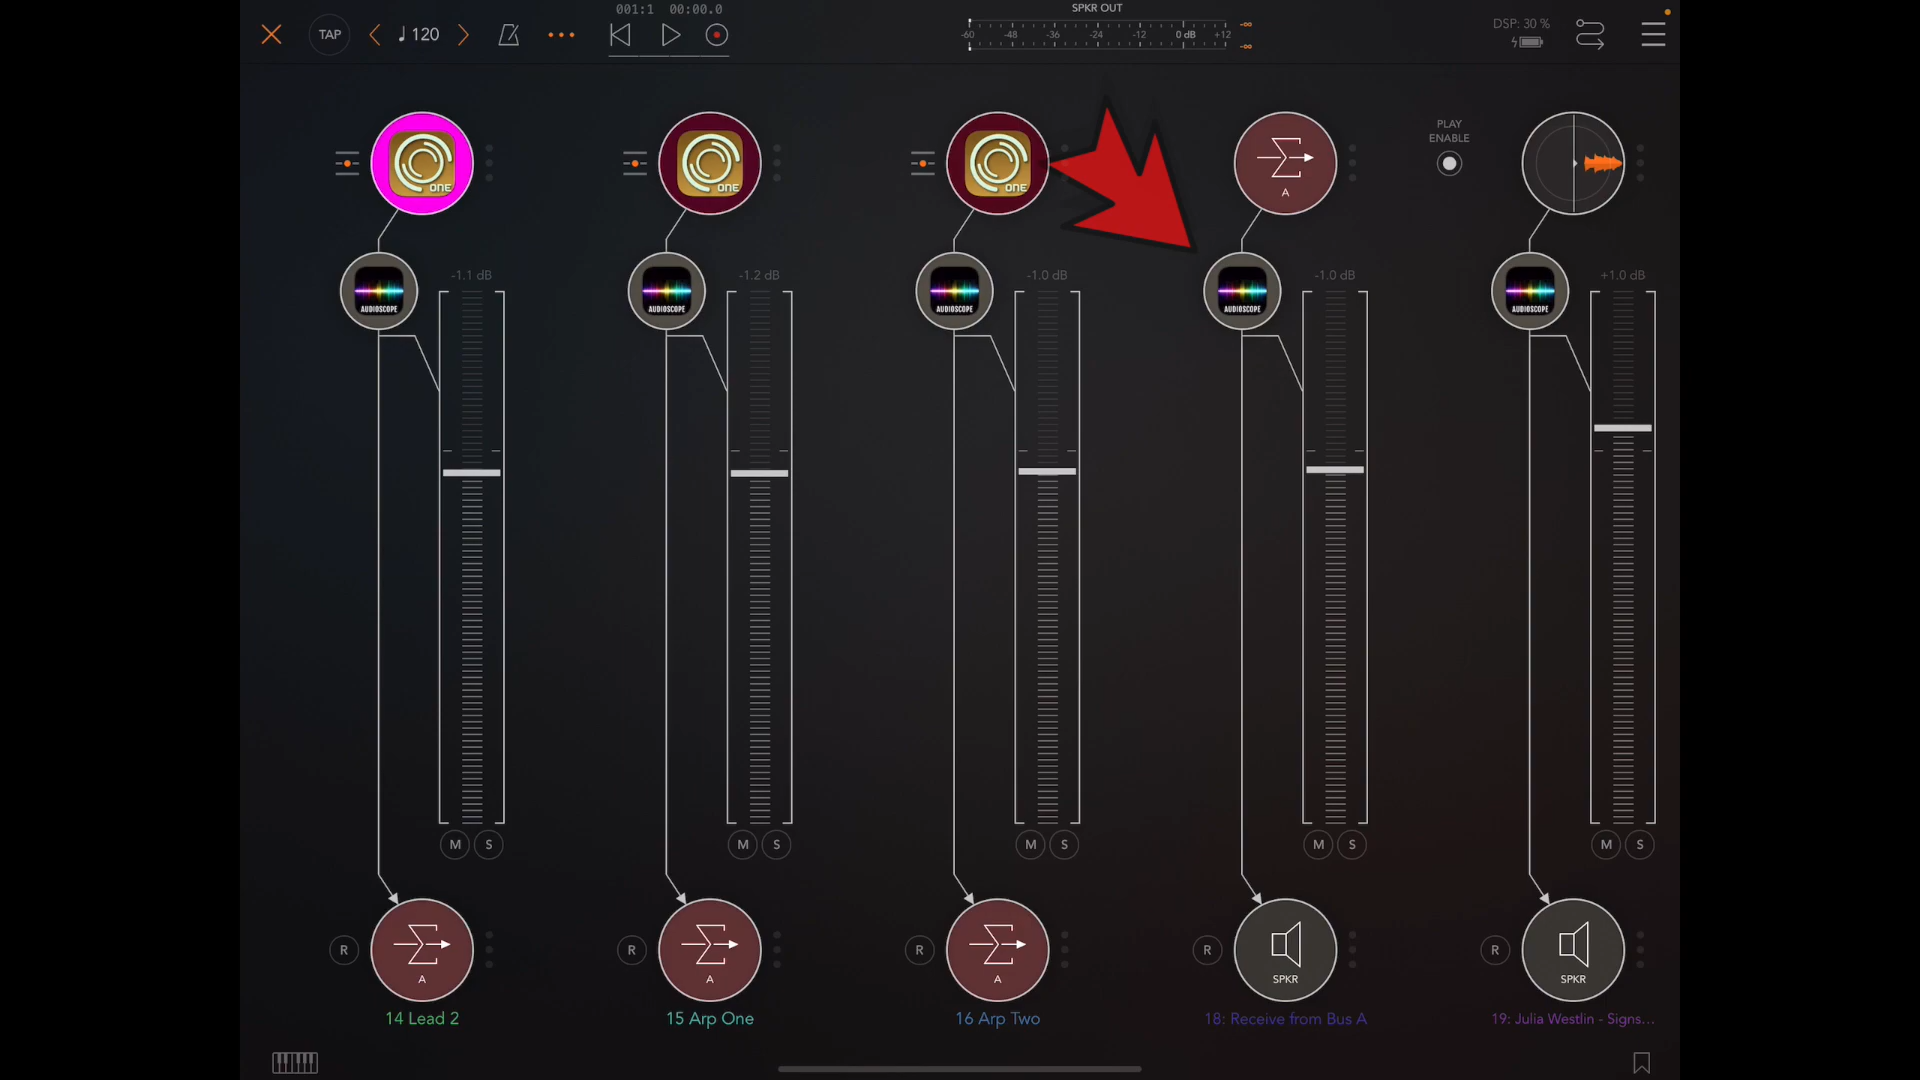 001:1 00:00.0
SPKR OUT
TAP
120
-60 -48 -36 -24 -12 0 dB +12
-∞
-∞
DSP: 30 %
ONE
ONE
ONE
A
PLAY
ENABLE
AUDIOSCOPE
-1.1 dB
AUDIOSCOPE
-1.2 dB
AUDIOSCOPE
-1.0 dB
AUDIOSCOPE
-1.0 dB
AUDIOSCOPE
+1.0 dB
M S
M S
M S
M S
M S
R
A
R
A
R
A
R
SPKR
R
SPKR
14 Lead 2
15 Arp One
16 Arp Two
18: Receive from Bus A
19: Julia Westlin - Signs...